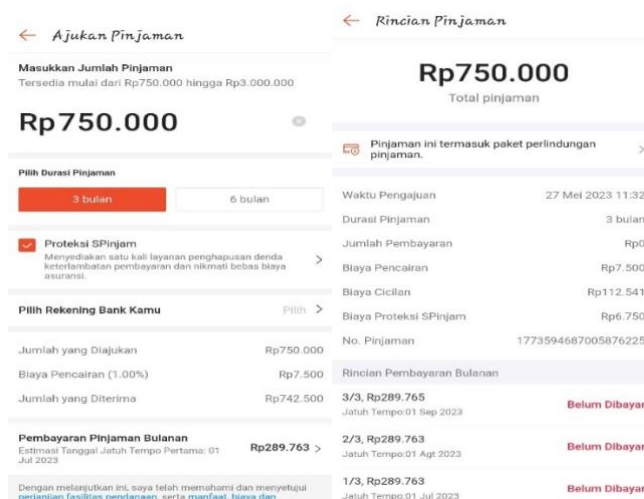 Ajukan Pinjaman
Masukkan Jumlah Pinjaman
Tersedia mulai dari Rp750.000 hingga Rp3.000.000
Rp750.000
Pilih Durasi Pinjaman
3 bulan
6 bulan
Proteksi SPinjam
Menyediakan satu kali layanan penghapusan denda
keterlambatan pembayaran dan nikmati bebas biaya
asuransi.
Pilih Rekening Bank Kamu Pilih >
Jumlah yang Diajukan Rp750.000
Biaya Pencairan (1.00%) Rp7.500
Jumlah yang Diterima Rp742.500
Pembayaran Pinjaman Bulanan
Estimasi Tanggal Jatuh Tempo Pertama: 01
Jul 2023
Rp289.763 >
Dengan melanjutkan ini, saya telah memahami dan menyetujui
perjanjian fasilitas pendanaan, serta manfaat, biaya dan
Rincian Pinjaman
Rp750.000
Total pinjaman
Pinjaman ini termasuk paket perlindungan
pinjaman.
Waktu Pengajuan 27 Mei 2023 11:32
Durasi Pinjaman 3 bulan
Jumlah Pembayaran Rp0
Biaya Pencairan Rp7.500
Biaya Cicilan Rp112.541
Biaya Proteksi SPinjam Rp6.750
No. Pinjaman 1773594687005876225
Rincian Pembayaran Bulanan
3/3, Rp289.765
Jatuh Tempo:01 Sep 2023
Belum Dibayar
2/3, Rp289.763
Jatuh Tempo:01 Agt 2023
Belum Dibayar
1/3, Rp289.763
Jatuh Tempo:01 Jul 2023
Belum Dibayar